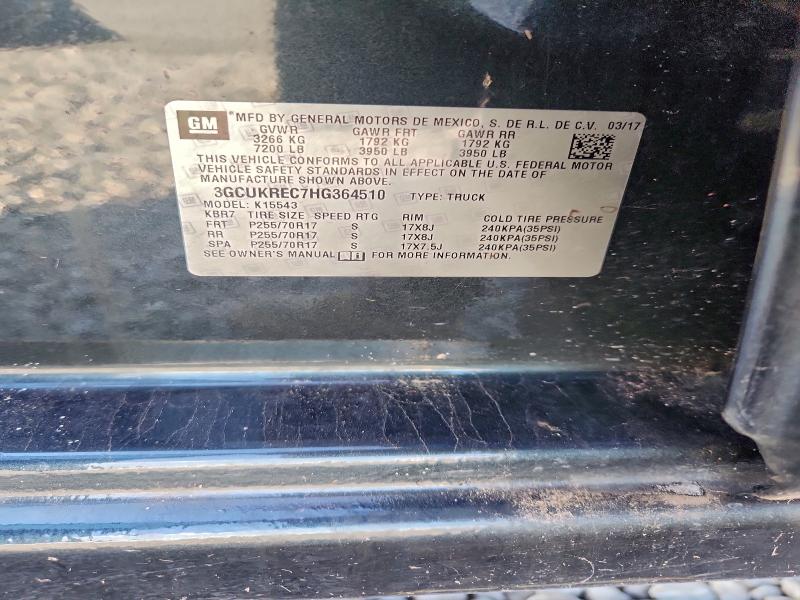 GM
MFD BY GENERAL MOTORS DE MEXICO, S. DE R.L. DE C.V. 03/17
GVWR GAWR FRT GAWR RR
3266 KG 1792 KG 1792 KG
7200 LB 3950 LB 3950 LB
THIS VEHICLE CONFORMS TO ALL APPLICABLE U.S. FEDERAL MOTOR
VEHICLE SAFETY STANDARDS IN EFFECT ON THE DATE OF
MANUFACTURE SHOWN ABOVE.
3GCUKREC7HG364510 TYPE: TRUCK
MODEL: K15543
KBR7 TIRE SIZE SPEED RTG RIM COLD TIRE PRESSURE
FRT P255/70R17 S 17X8J 240KPA(35PSI)
RR P255/70R17 S 17X8J 240KPA(35PSI)
SPA P255/70R17 S 17X7.5J 240KPA(35PSI)
SEE OWNER'S MANUAL FOR MORE INFORMATION.